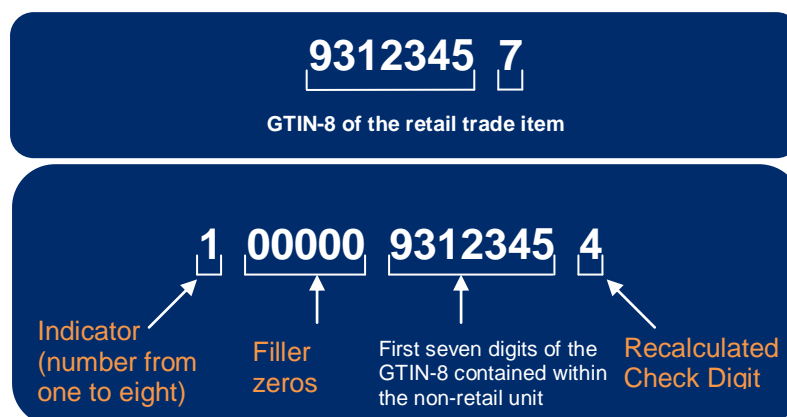 9312345 7
GTIN-8 of the retail trade item
1 00000 9312345 4
Indicator
(number from
one to eight)
Filler
zeros
First seven digits of the
GTIN-8 contained within
the non-retail unit
Recalculated
Check Digit